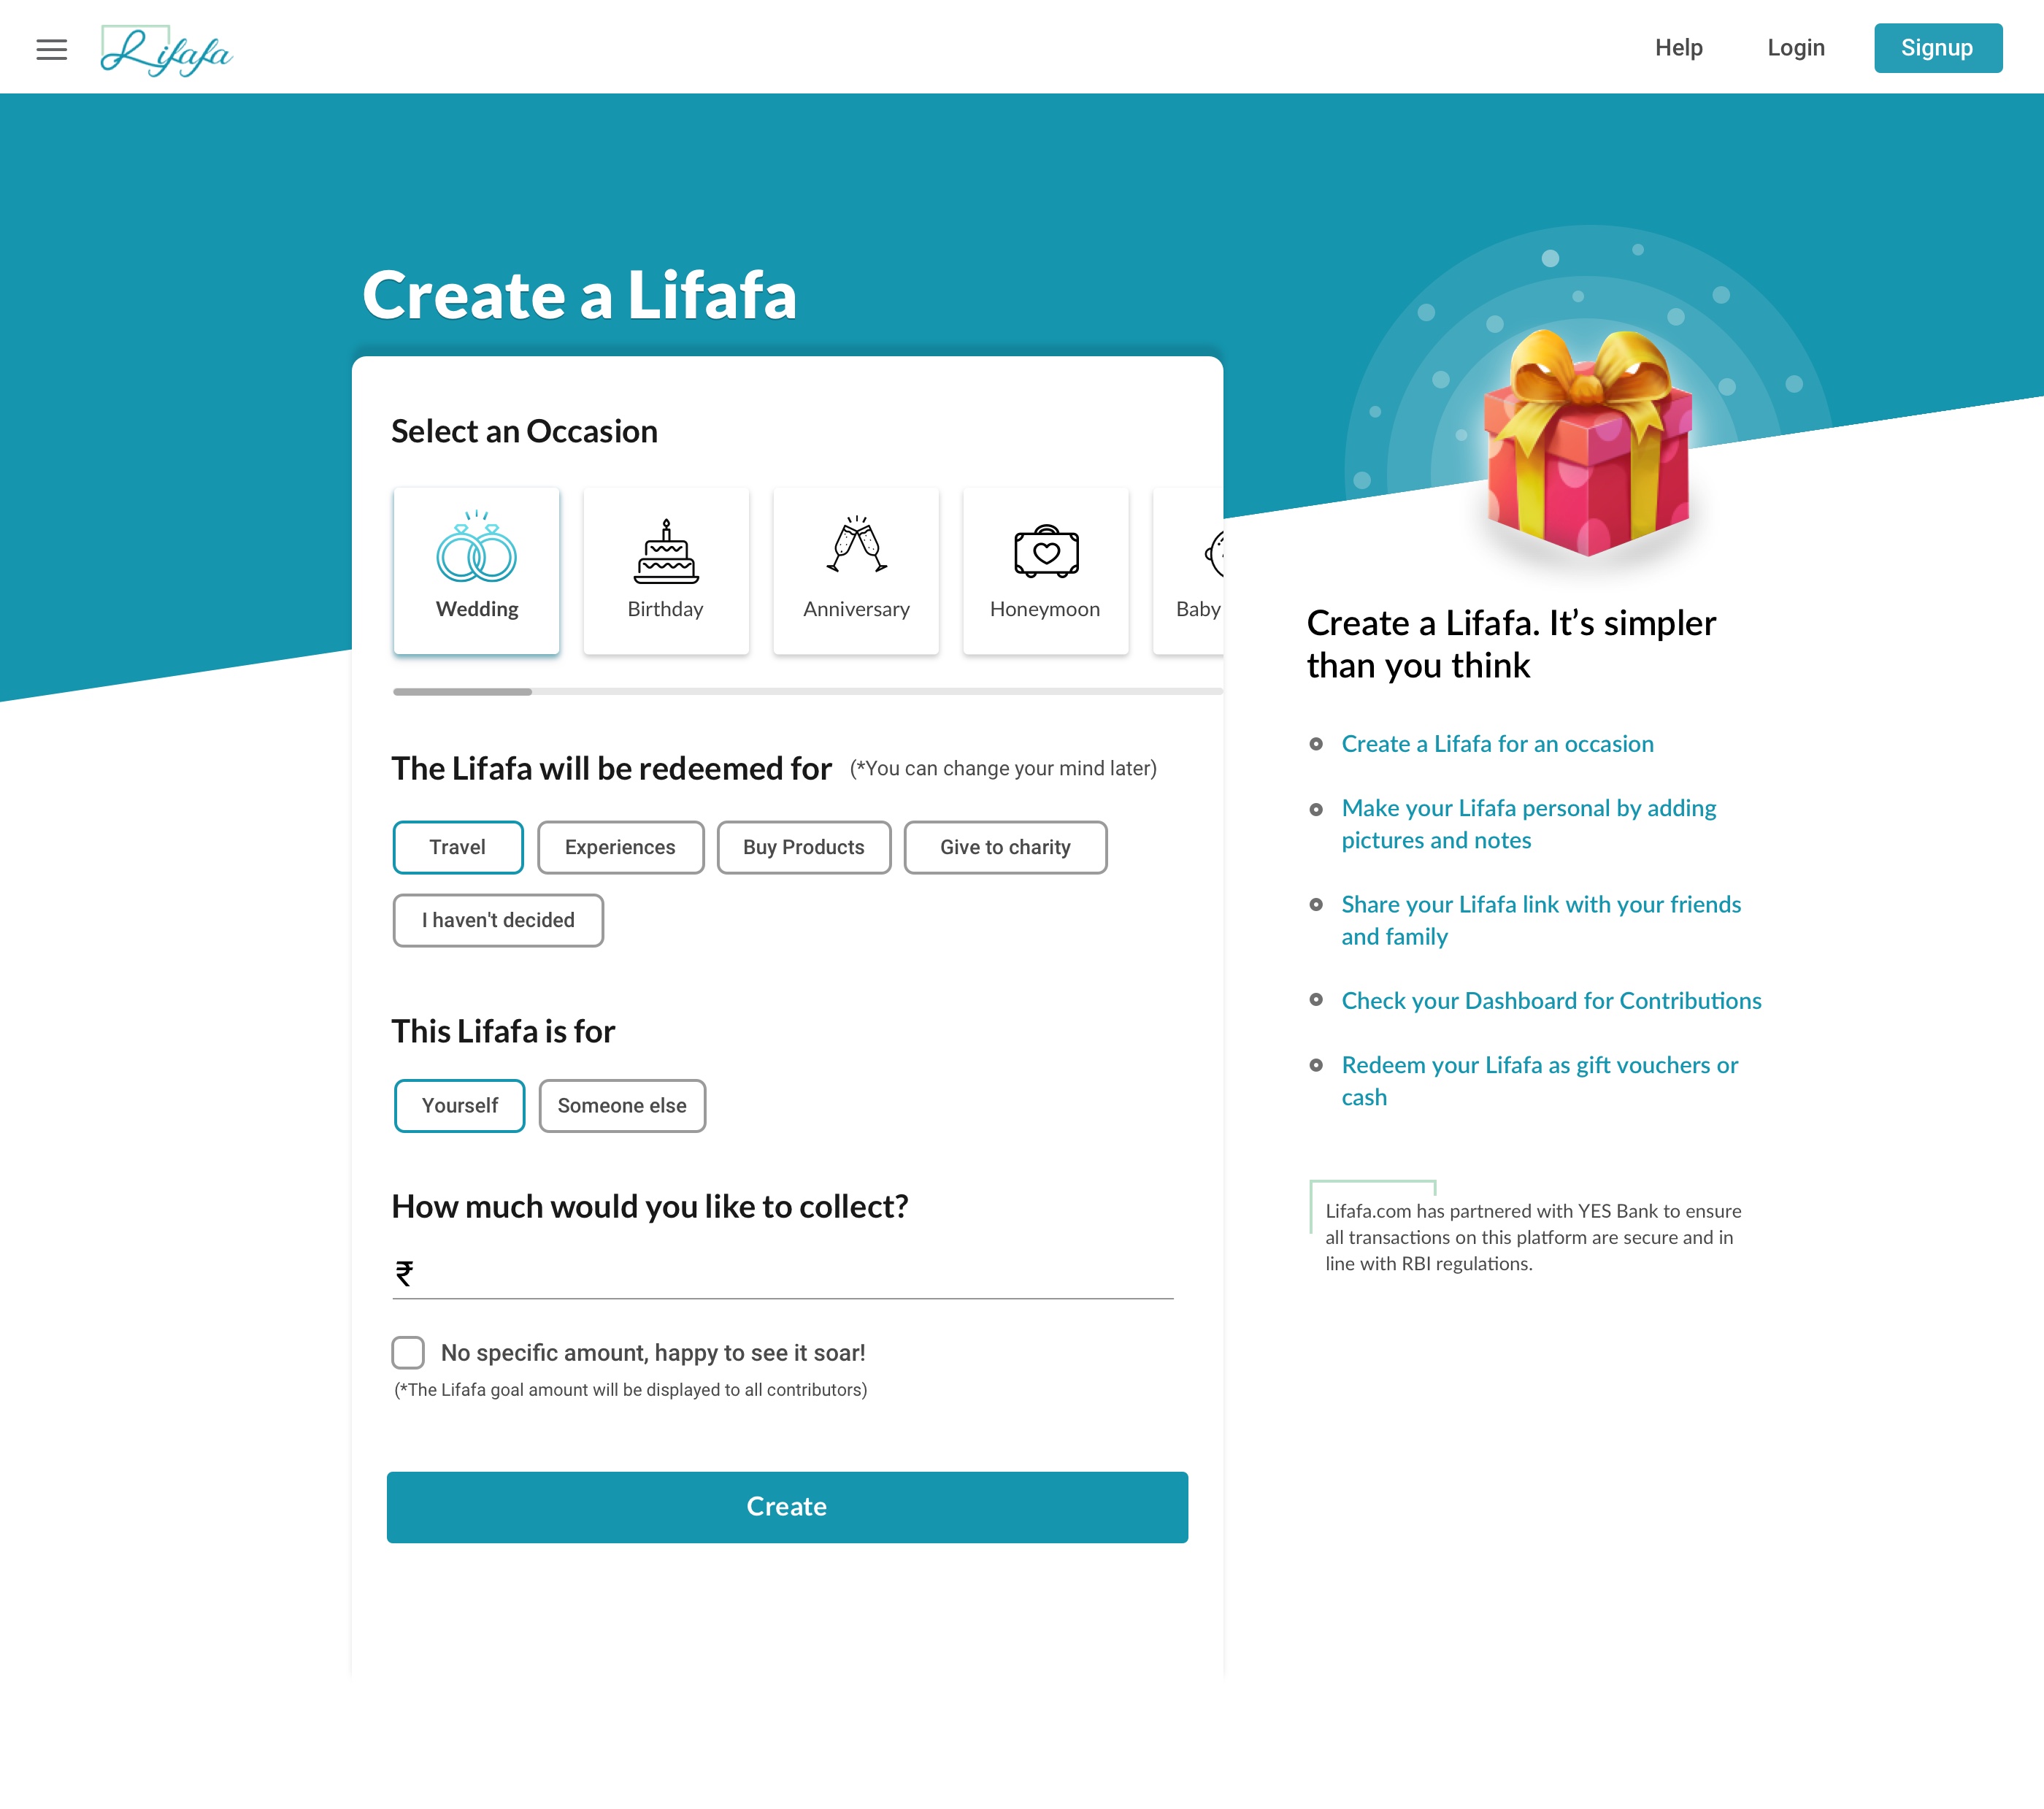 Lifafa
Help
Login
Signup
Create a Lifafa
Select an Occasion
Wedding
Birthday
Anniversary
Honeymoon
Baby
The Lifafa will be redeemed for (*You can change your mind later)
Travel
Experiences
Buy Products
Give to charity
I haven't decided
This Lifafa is for
Yourself
Someone else
How much would you like to collect?
₹
No specific amount, happy to see it soar!
(*The Lifafa goal amount will be displayed to all contributors)
Create
Create a Lifafa. It’s simpler
than you think
Create a Lifafa for an occasion
Make your Lifafa personal by adding
pictures and notes
Share your Lifafa link with your friends
and family
Check your Dashboard for Contributions
Redeem your Lifafa as gift vouchers or
cash
Lifafa.com has partnered with YES Bank to ensure
all transactions on this platform are secure and in
line with RBI regulations.